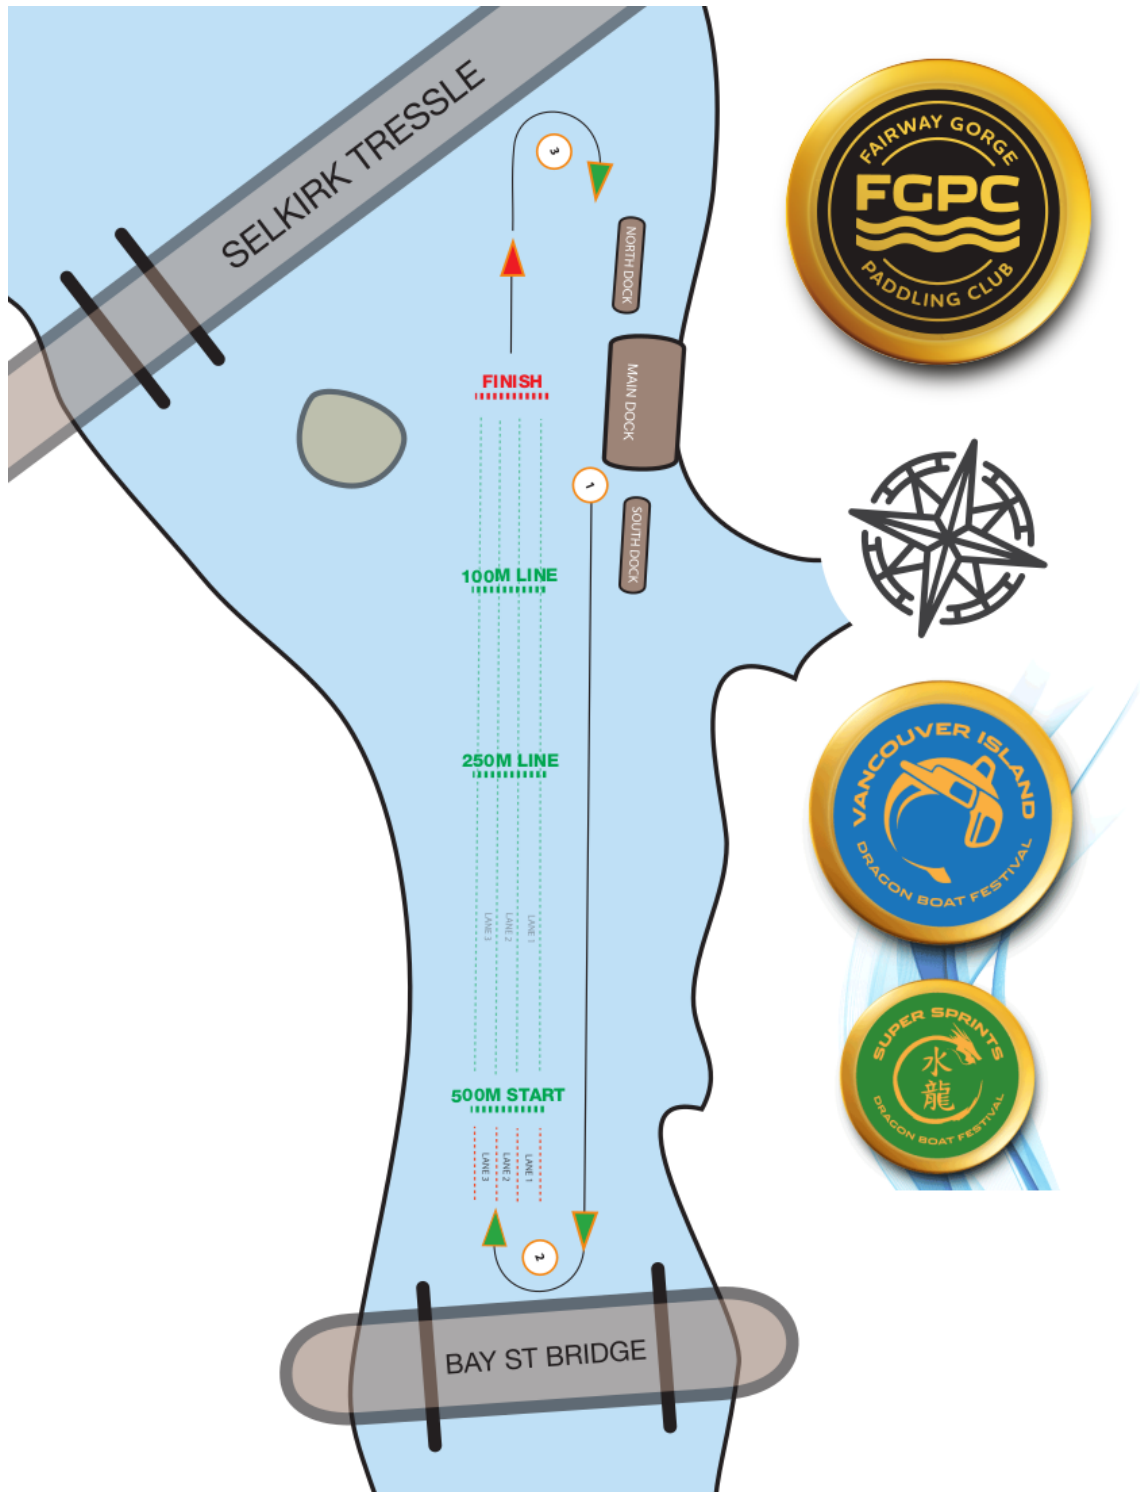 SELKIRK TRESSLE
3
NORTH DOCK
FINISH
MAIN DOCK
1
SOUTH DOCK
100M LINE
250M LINE
LANE 3
LANE 2
LANE 1
500M START
LANE 3
LANE 2
LANE 1
2
BAY ST BRIDGE
FAIRWAY GORGE
FGPC
PADDLING CLUB
VANCOUVER ISLAND
DRAGON BOAT FESTIVAL
SUPER SPRINTS
水
龍
DRAGON BOAT FESTIVAL